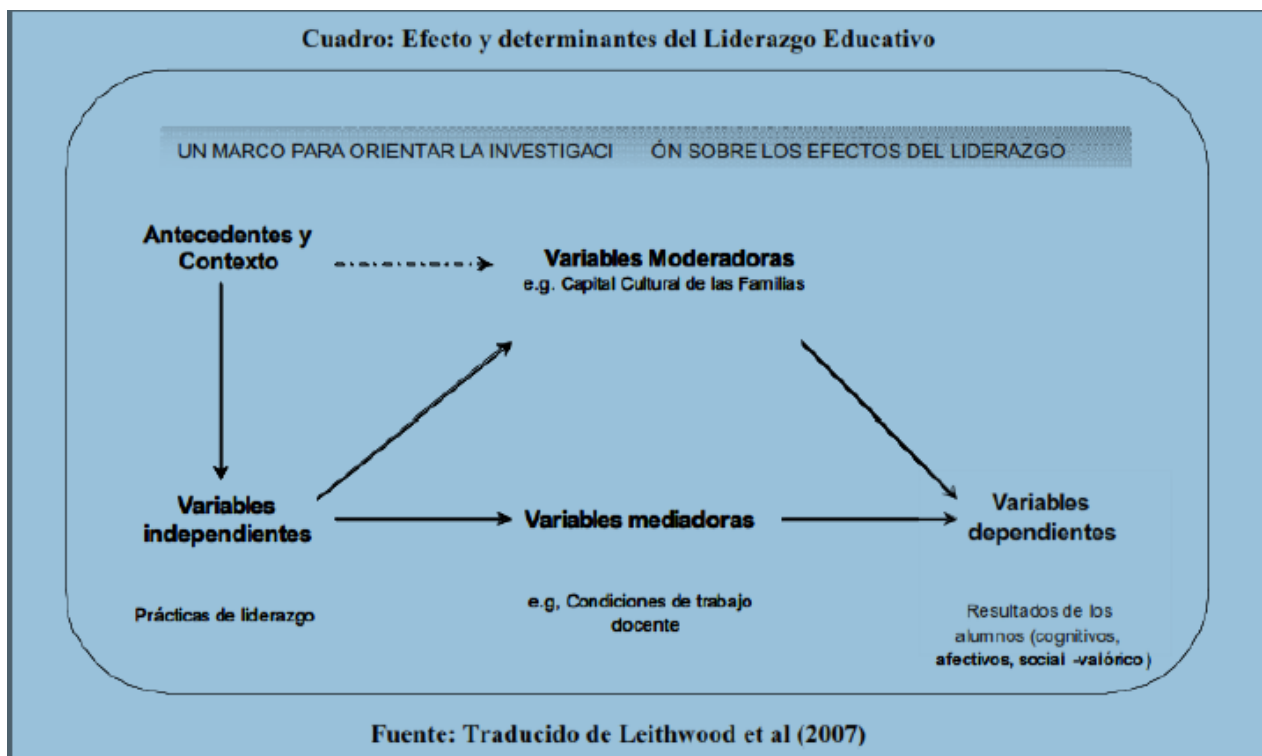 Cuadro: Efecto y determinantes del Liderazgo Educativo
UN MARCO PARA ORIENTAR LA INVESTIGACI ÓN SOBRE LOS EFECTOS DEL LIDERAZGO
Antecedentes y
Contexto
Variables Moderadoras
e.g. Capital Cultural de las Familias
Variables
independientes
Prácticas de liderazgo
Variables mediadoras
e.g, Condiciones de trabajo
docente
Variables
dependientes
Resultados de los
alumnos (cognitivos,
afectivos, social -valórico)
Fuente: Traducido de Leithwood et al (2007)